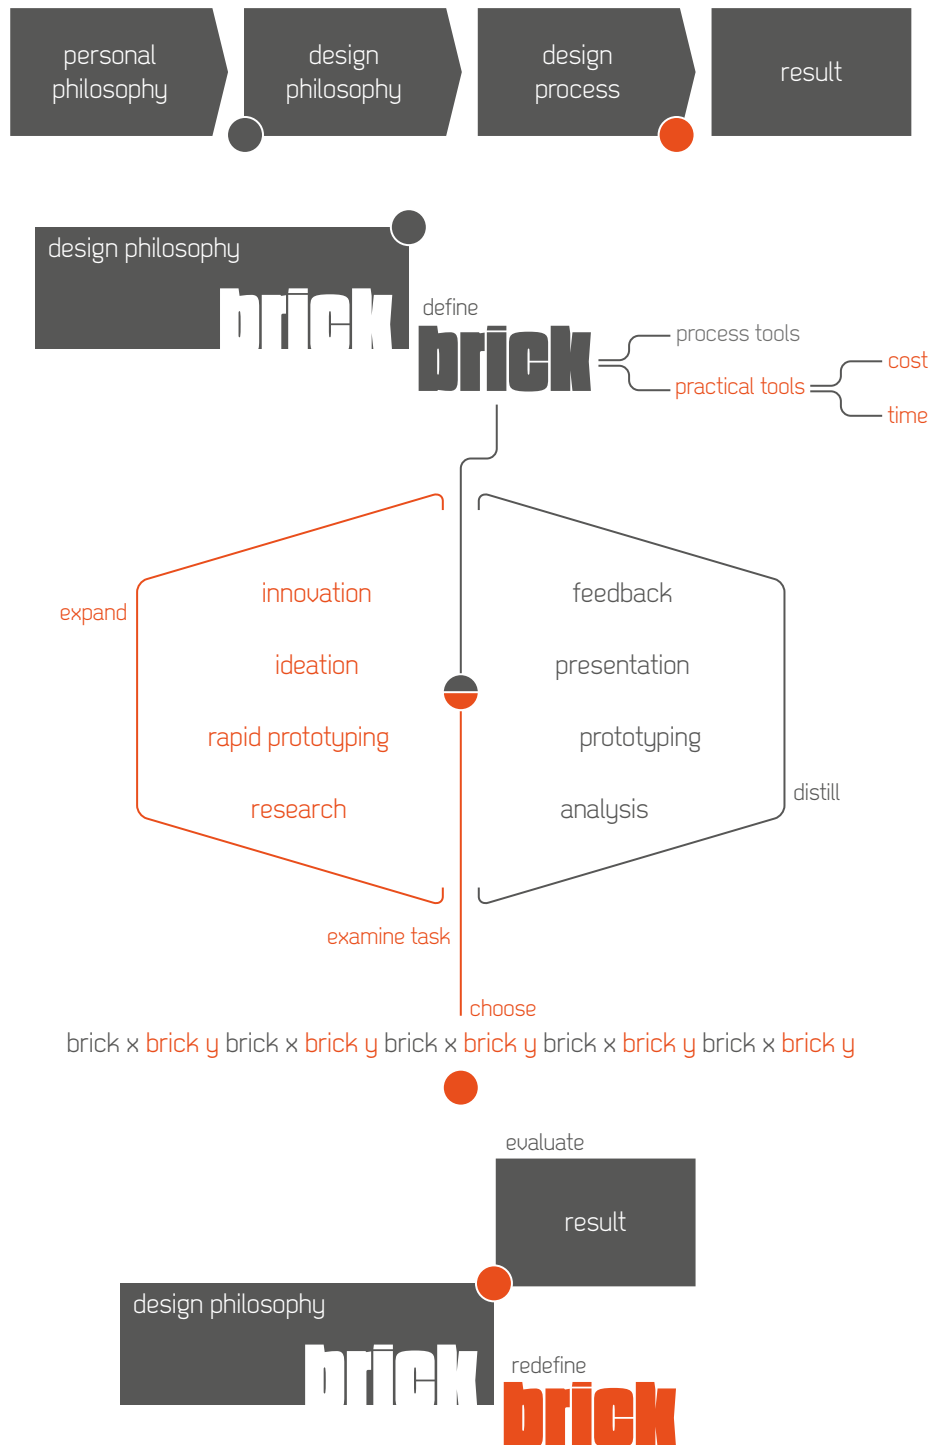 personal
philosophy
design
philosophy
design
process
result
design philosophy
brick
define
brick
process tools
practical tools
cost
time
expand
innovation
ideation
rapid prototyping
research
feedback
presentation
prototyping
analysis
distill
examine task
choose
brick x brick y brick x brick y brick x brick y brick x brick y brick x brick y
evaluate
result
design philosophy
brick
redefine
brick